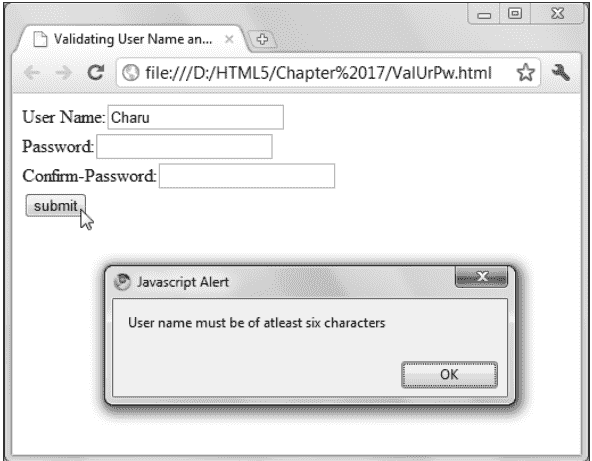 Validating User Name an...
file:///D:/HTML5/Chapter%2017/ValUrPw.html
User Name: Charu
Password:
Confirm-Password:
submit
Javascript Alert
User name must be of atleast six characters
OK